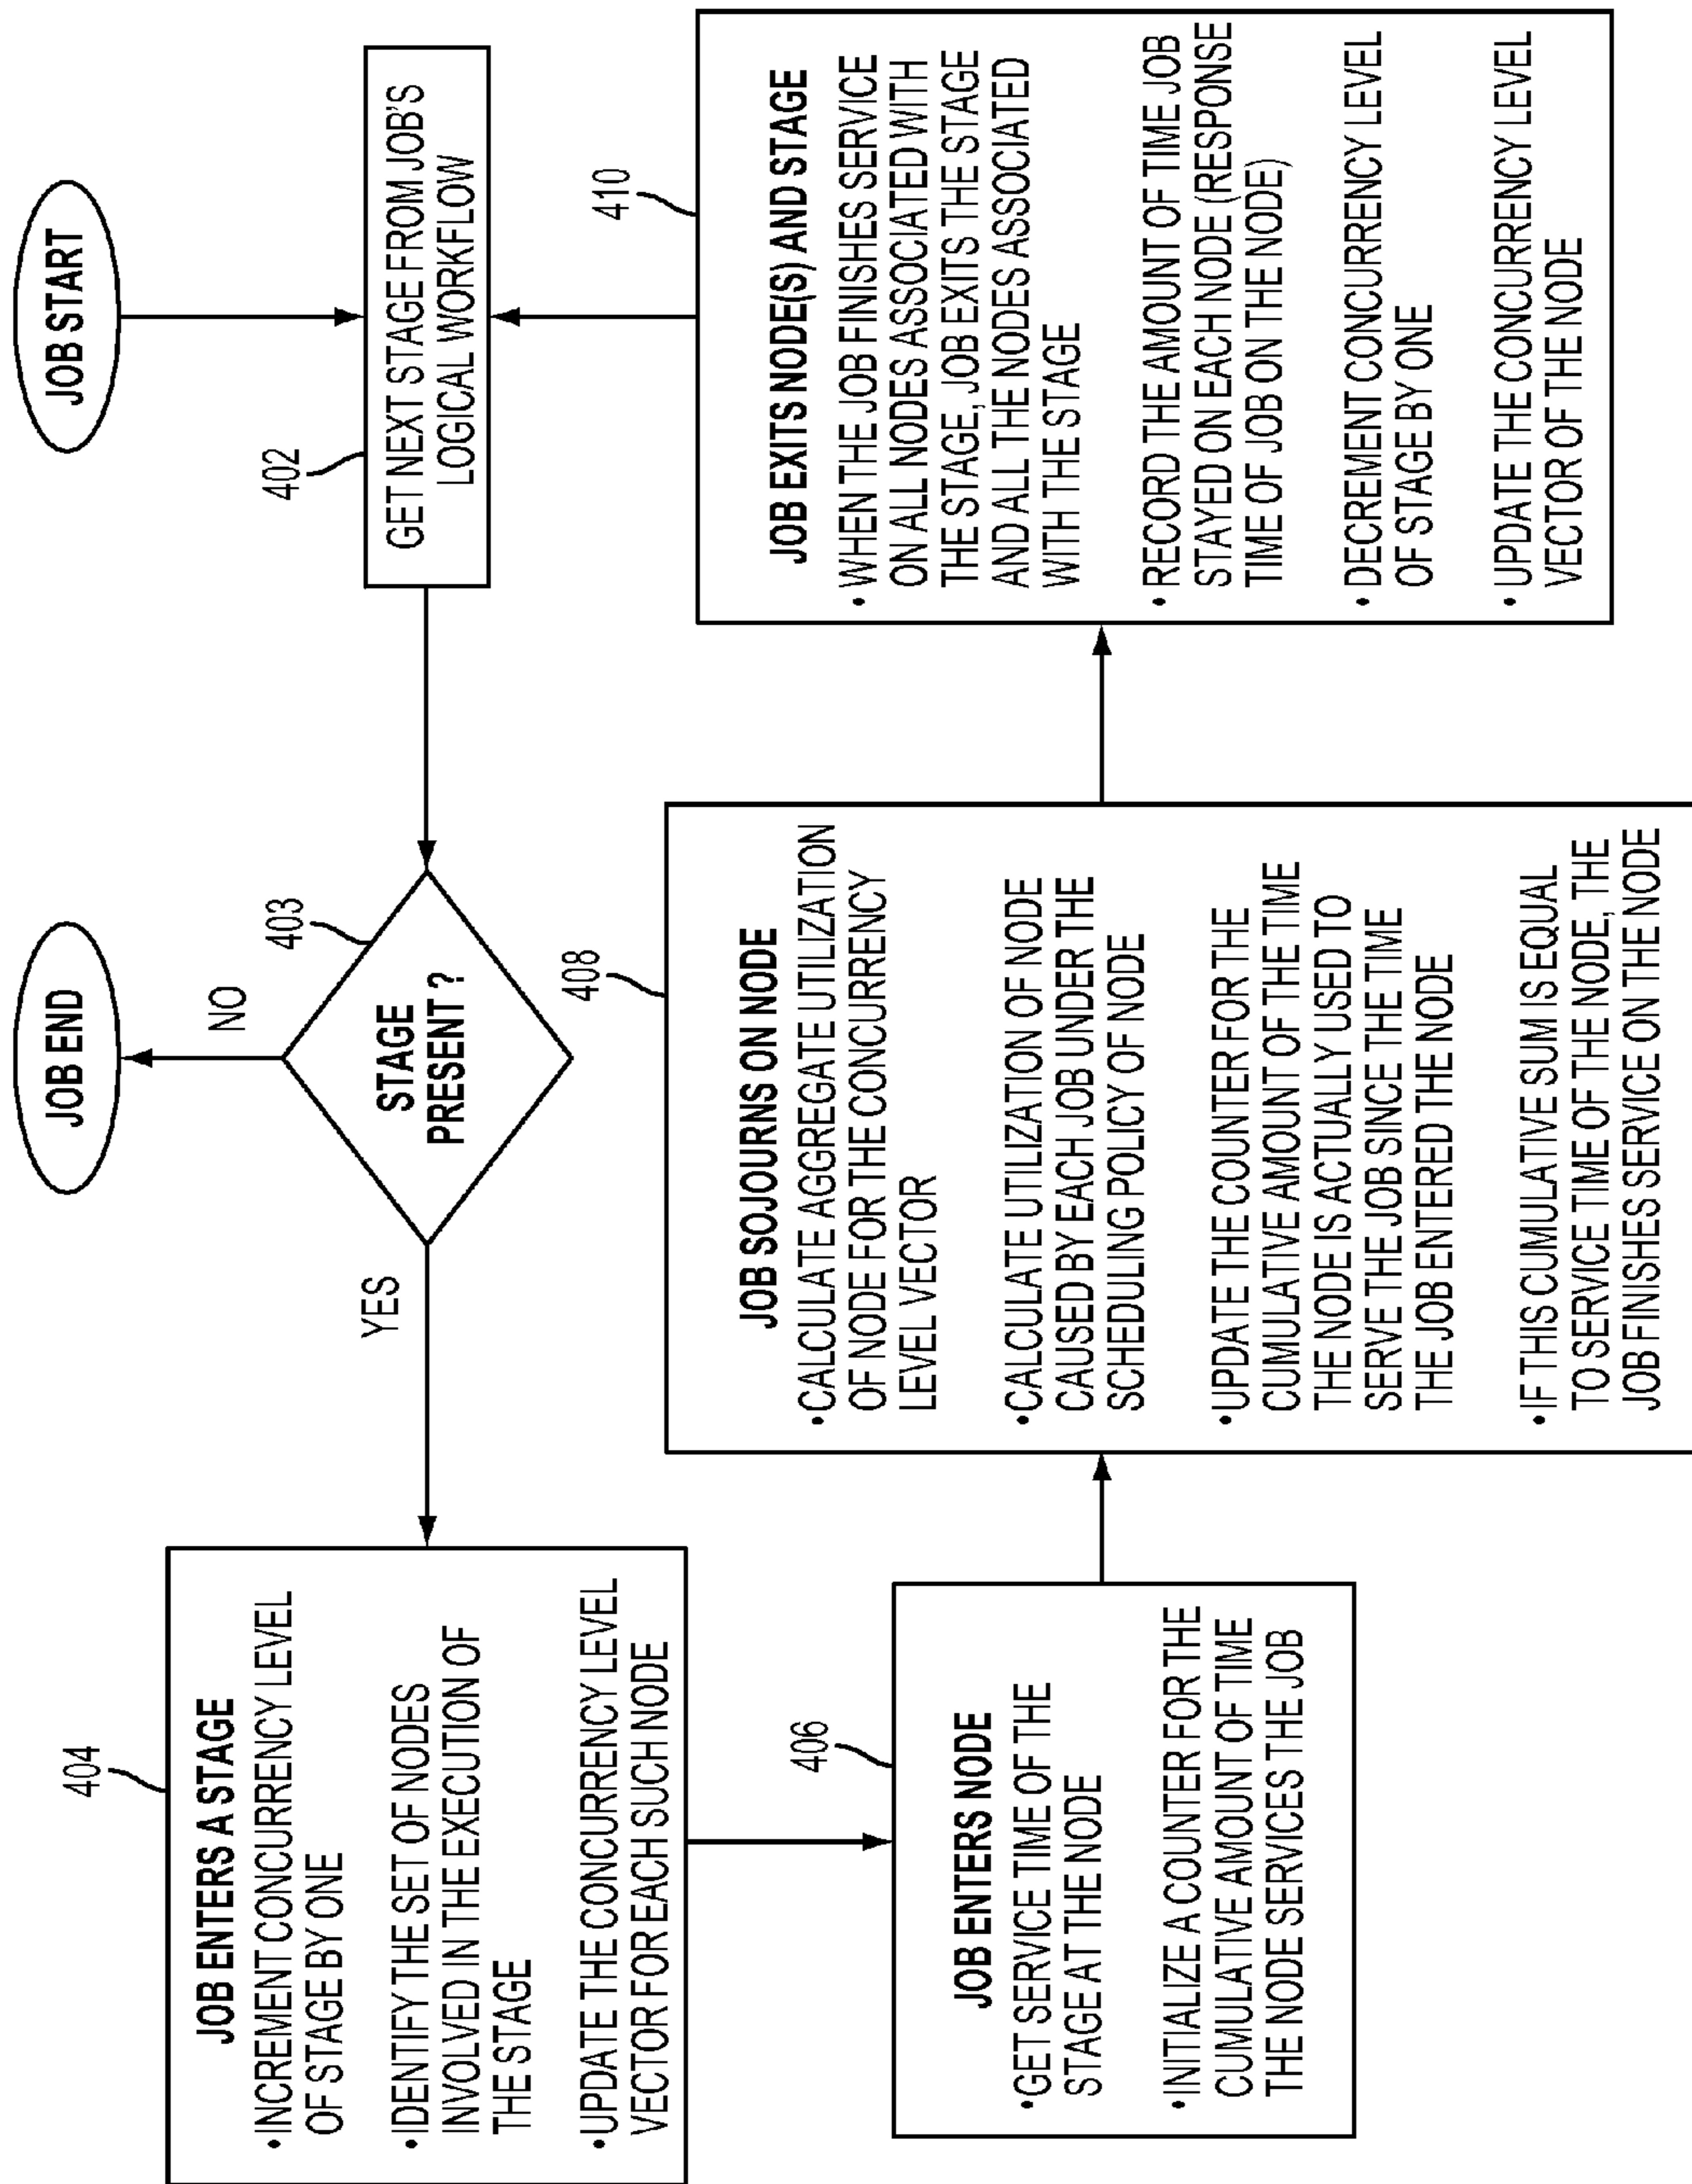 JOB START
402
GET NEXT STAGE FROM JOB'S
LOGICAL WORKFLOW
JOB END
NO
403
STAGE
PRESENT ?
YES
404
JOB ENTERS A STAGE
•INCREMENT CONCURRENCY LEVEL
OF STAGE BY ONE
•IDENTIFY THE SET OF NODES
INVOLVED IN THE EXECUTION OF
THE STAGE
•UPDATE THE CONCURRENCY LEVEL
VECTOR FOR EACH SUCH NODE
406
JOB ENTERS NODE
•GET SERVICE TIME OF THE
STAGE AT THE NODE
•INITIALIZE A COUNTER FOR THE
CUMULATIVE AMOUNT OF TIME
THE NODE SERVICES THE JOB
408
JOB SOJOURNS ON NODE
•CALCULATE AGGREGATE UTILIZATION
OF NODE FOR THE CONCURRENCY
LEVEL VECTOR
•CALCULATE UTILIZATION OF NODE
CAUSED BY EACH JOB UNDER THE
SCHEDULING POLICY OF NODE
•UPDATE THE COUNTER FOR THE
CUMULATIVE AMOUNT OF THE TIME
THE NODE IS ACTUALLY USED TO
SERVE THE JOB SINCE THE TIME
THE JOB ENTERED THE NODE
•IF THIS CUMULATIVE SUM IS EQUAL
TO SERVICE TIME OF THE NODE, THE
JOB FINISHES SERVICE ON THE NODE
410
JOB EXITS NODE(S) AND STAGE
• WHEN THE JOB FINISHES SERVICE
ON ALL NODES ASSOCIATED WITH
THE STAGE, JOB EXITS THE STAGE
AND ALL THE NODES ASSOCIATED
WITH THE STAGE
• RECORD THE AMOUNT OF TIME JOB
STAYED ON EACH NODE (RESPONSE
TIME OF JOB ON THE NODE)
• DECREMENT CONCURRENCY LEVEL
OF STAGE BY ONE
• UPDATE THE CONCURRENCY LEVEL
VECTOR OF THE NODE